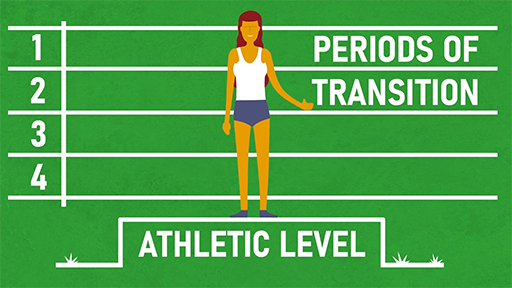 1
2
3
4
PERIODS OF
TRANSITION
ATHLETIC LEVEL